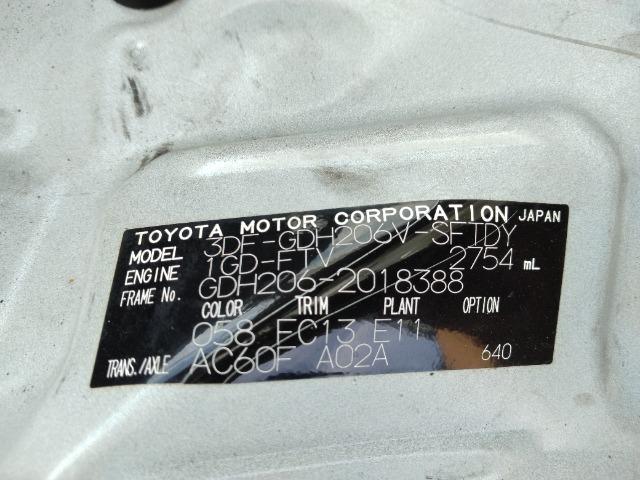 TOYOTA MOTOR CORPORATION JAPAN
MODEL 3DF-GDH206V-SFTDY
ENGINE 1GD-FTV 2754 mL
FRAME No. GDH206-2018388
COLOR TRIM PLANT OPTION
058 FC13 E11
TRANS./AXLE AC60F A02A 640